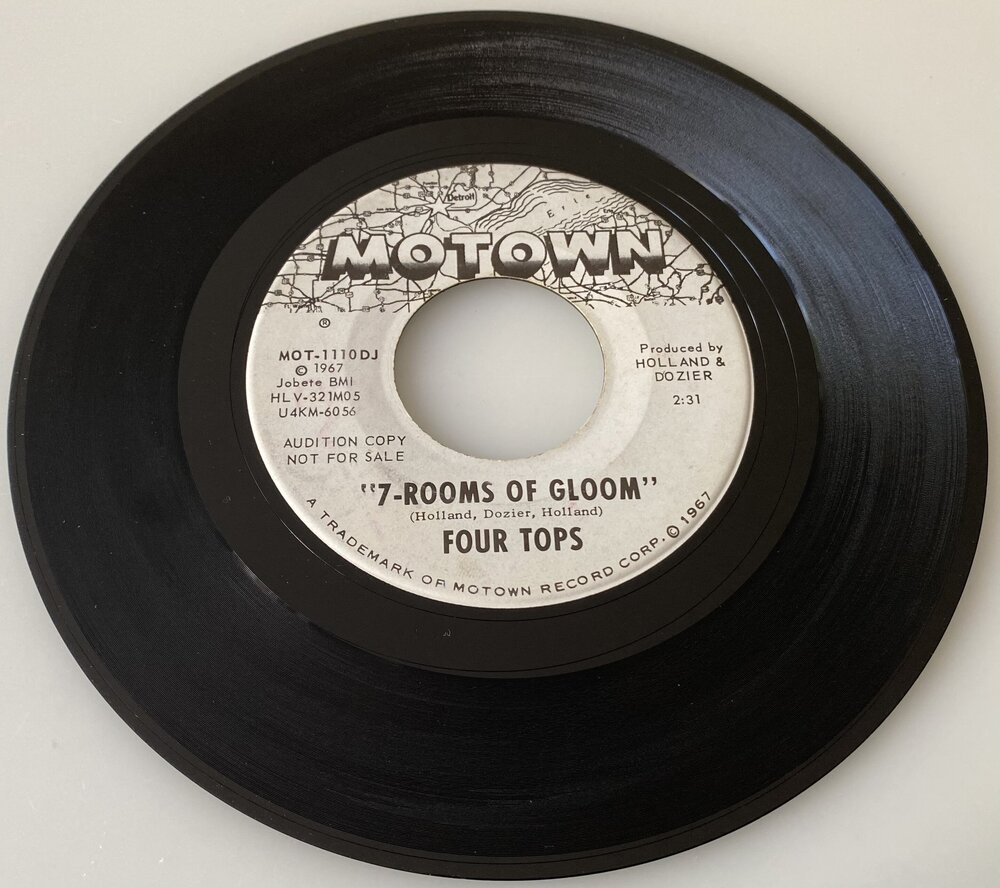 Detroit
Erie
MOTOWN
®
MOT-1110DJ
© 1967
Jobete BMI
HLV-321M05
U4KM-6056
AUDITION COPY
NOT FOR SALE
Produced by
HOLLAND &
DOZIER
2:31
"7-ROOMS OF GLOOM"
(Holland, Dozier, Holland)
FOUR TOPS
A TRADEMARK OF MOTOWN RECORD CORP. © 1967